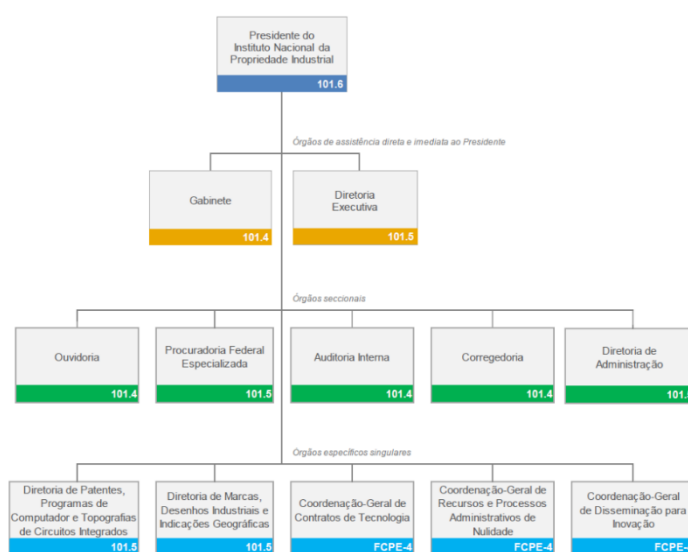 Presidente do
Instituto Nacional da
Propriedade Industrial
101.6
Órgãos de assistência direta e imediata ao Presidente
Gabinete
101.4
Diretoria
Executiva
101.5
Órgãos seccionais
Ouvidoria
101.4
Procuradoria Federal
Especializada
101.5
Auditoria Interna
101.4
Corregedoria
101.4
Diretoria de
Administração
Órgãos específicos singulares
Diretoria de Patentes,
Programas de
Computador e Topografias
de Circuitos Integrados
101.5
Diretoria de Marcas,
Desenhos Industriais e
Indicações Geográficas
101.5
Coordenação-Geral de
Contratos de Tecnologia
FCPE-4
Coordenação-Geral de
Recursos e Processos
Administrativos de
Nulidade
FCPE-4
Coordenação-Geral
de Disseminação para
Inovação